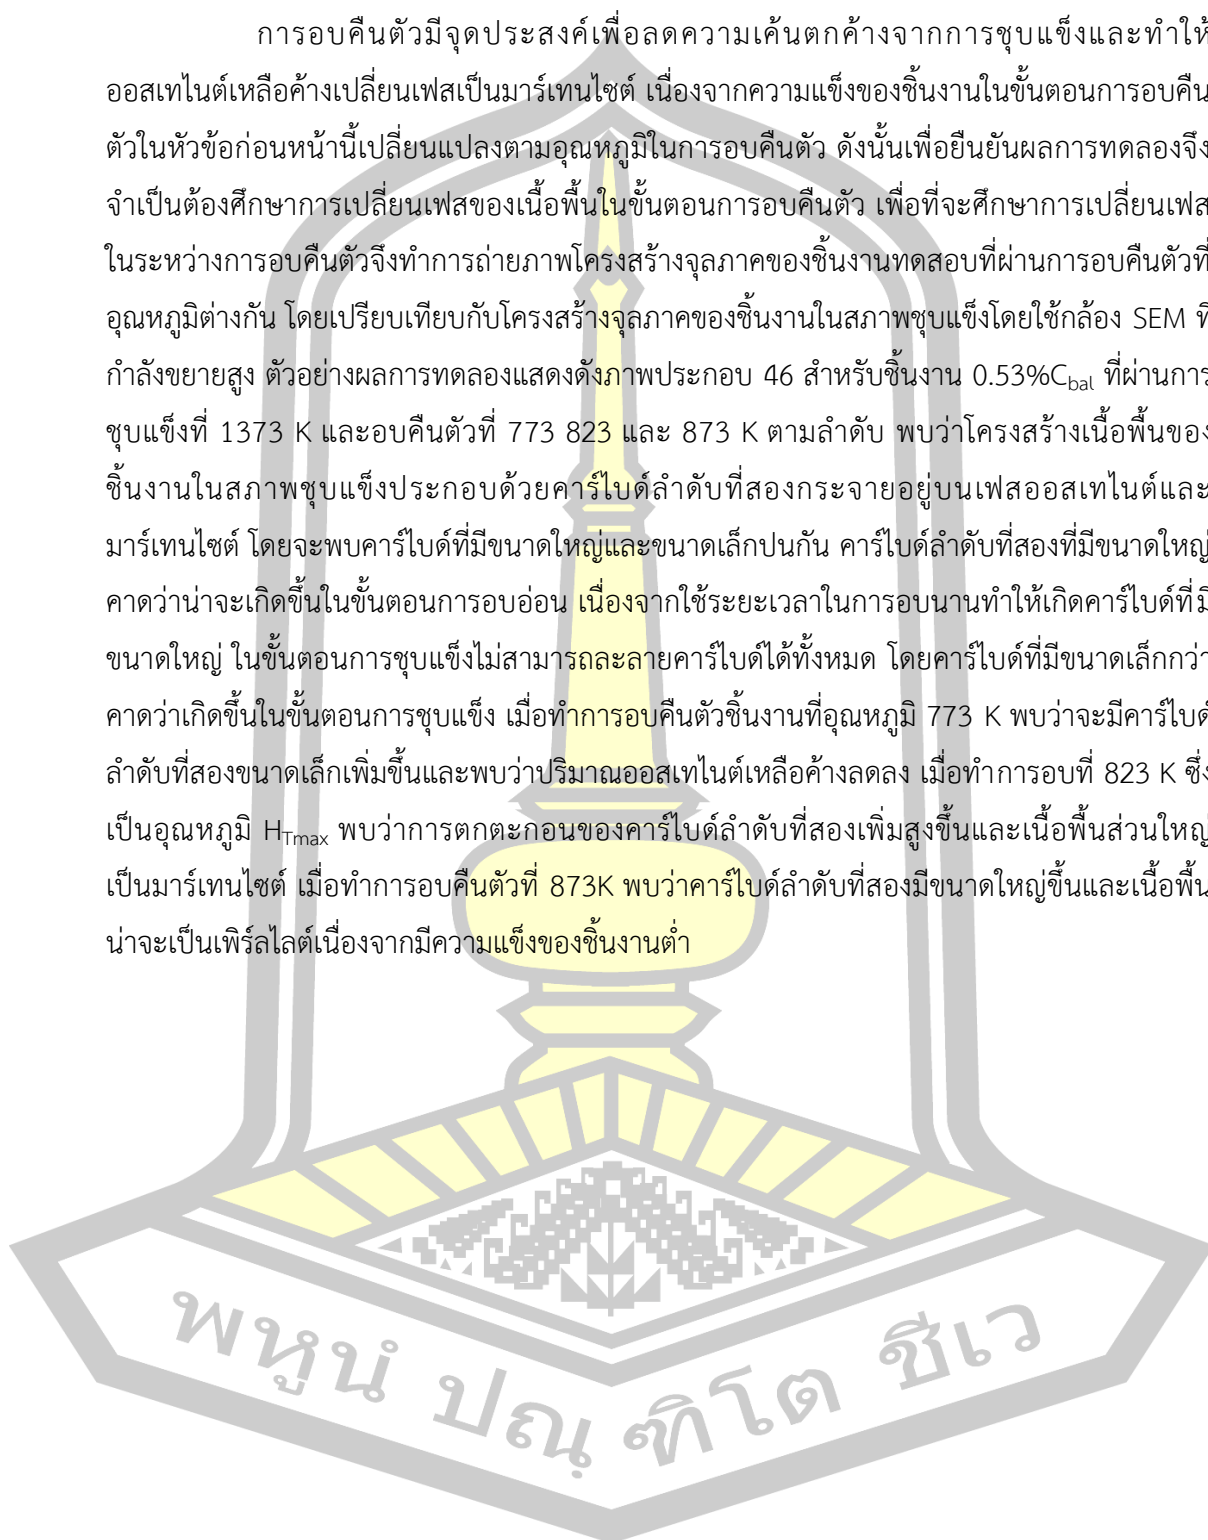 การอบคืนตัวมีจุดประสงค์เพื่อลดความเค้นตกค้างจากการชุบแข็งและทำให้
ออสเทไนต์เหลือค้างเปลี่ยนเฟสเป็นมาร์เทนไซต์ เนื่องจากความแข็งของชิ้นงานในขั้นตอนการอบคืน
ตัวในหัวข้อก่อนหน้านี้เปลี่ยนแปลงตามอุณหภูมิในการอบคืนตัว ดังนั้นเพื่อยืนยันผลการทดลองจึง
จำเป็นต้องศึกษาการเปลี่ยนเฟสของเนื้อพื้นในขั้นตอนการอบคืนตัว เพื่อที่จะศึกษาการเปลี่ยนเฟส
ในระหว่างการอบคืนตัวจึงทำการถ่ายภาพโครงสร้างจุลภาคของชิ้นงานทดสอบที่ผ่านการอบคืนตัวที่
อุณหภูมิต่างกัน โดยเปรียบเทียบกับโครงสร้างจุลภาคของชิ้นงานในสภาพชุบแข็งโดยใช้กล้อง SEM ที่
กำลังขยายสูง ตัวอย่างผลการทดลองแสดงดังภาพประกอบ 46 สำหรับชิ้นงาน 0.53%Cbal ที่ผ่านการ
ชุบแข็งที่ 1373 K และอบคืนตัวที่ 773 823 และ 873 K ตามลำดับ พบว่าโครงสร้างเนื้อพื้นของ
ชิ้นงานในสภาพชุบแข็งประกอบด้วยคาร์ไบด์ลำดับที่สองกระจายอยู่บนเฟสออสเทไนต์และ
มาร์เทนไซต์ โดยจะพบคาร์ไบด์ที่มีขนาดใหญ่และขนาดเล็กปนกัน คาร์ไบด์ลำดับที่สองที่มีขนาดใหญ่
คาดว่าน่าจะเกิดขึ้นในขั้นตอนการอบอ่อน เนื่องจากใช้ระยะเวลาในการอบนานทำให้เกิดคาร์ไบด์ที่มี
ขนาดใหญ่ ในขั้นตอนการชุบแข็งไม่สามารถละลายคาร์ไบด์ได้ทั้งหมด โดยคาร์ไบด์ที่มีขนาดเล็กกว่า
คาดว่าเกิดขึ้นในขั้นตอนการชุบแข็ง เมื่อทำการอบคืนตัวชิ้นงานที่อุณหภูมิ 773 K พบว่าจะมีคาร์ไบด์
ลำดับที่สองขนาดเล็กเพิ่มขึ้นและพบว่าปริมาณออสเทไนต์เหลือค้างลดลง เมื่อทำการอบที่ 823 K ซึ่ง
เป็นอุณหภูมิ HTmax พบว่าการตกตะกอนของคาร์ไบด์ลำดับที่สองเพิ่มสูงขึ้นและเนื้อพื้นส่วนใหญ่
เป็นมาร์เทนไซต์ เมื่อทำการอบคืนตัวที่ 873K พบว่าคาร์ไบด์ลำดับที่สองมีขนาดใหญ่ขึ้นและเนื้อพื้น
น่าจะเป็นเพิร์ลไลต์เนื่องจากมีความแข็งของชิ้นงานต่ำ
พหูนํ ปณฺฑิโต ชีเว